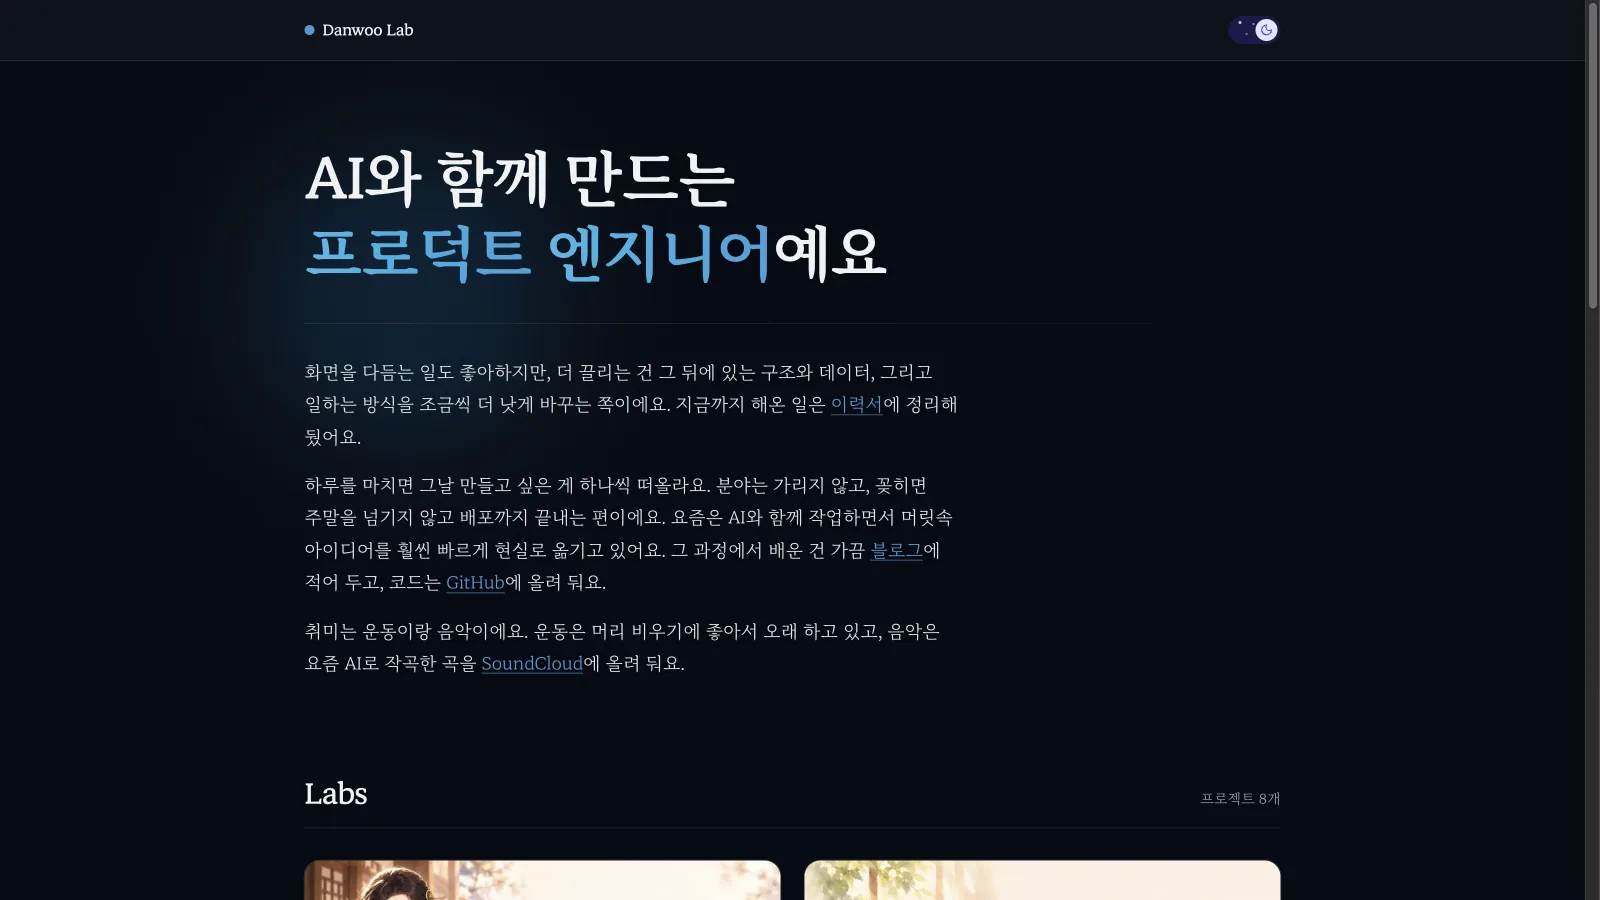 Danwoo Lab
AI와 함께 만드는
프로덕트 엔지니어예요
화면을 다듬는 일도 좋아하지만, 더 끌리는 건 그 뒤에 있는 구조와 데이터, 그리고
일하는 방식을 조금씩 더 낫게 바꾸는 쪽이에요. 지금까지 해온 일은 이력서에 정리해
뒀어요.
하루를 마치면 그날 만들고 싶은 게 하나씩 떠올라요. 분야는 가리지 않고, 꽂히면
주말을 넘기지 않고 배포까지 끝내는 편이에요. 요즘은 AI와 함께 작업하면서 머릿속
아이디어를 훨씬 빠르게 현실로 옮기고 있어요. 그 과정에서 배운 건 가끔 블로그에
적어 두고, 코드는 GitHub에 올려 둬요.
취미는 운동이랑 음악이에요. 운동은 머리 비우기에 좋아서 오래 하고 있고, 음악은
요즘 AI로 작곡한 곡을 SoundCloud에 올려 둬요.
Labs
프로젝트 8개